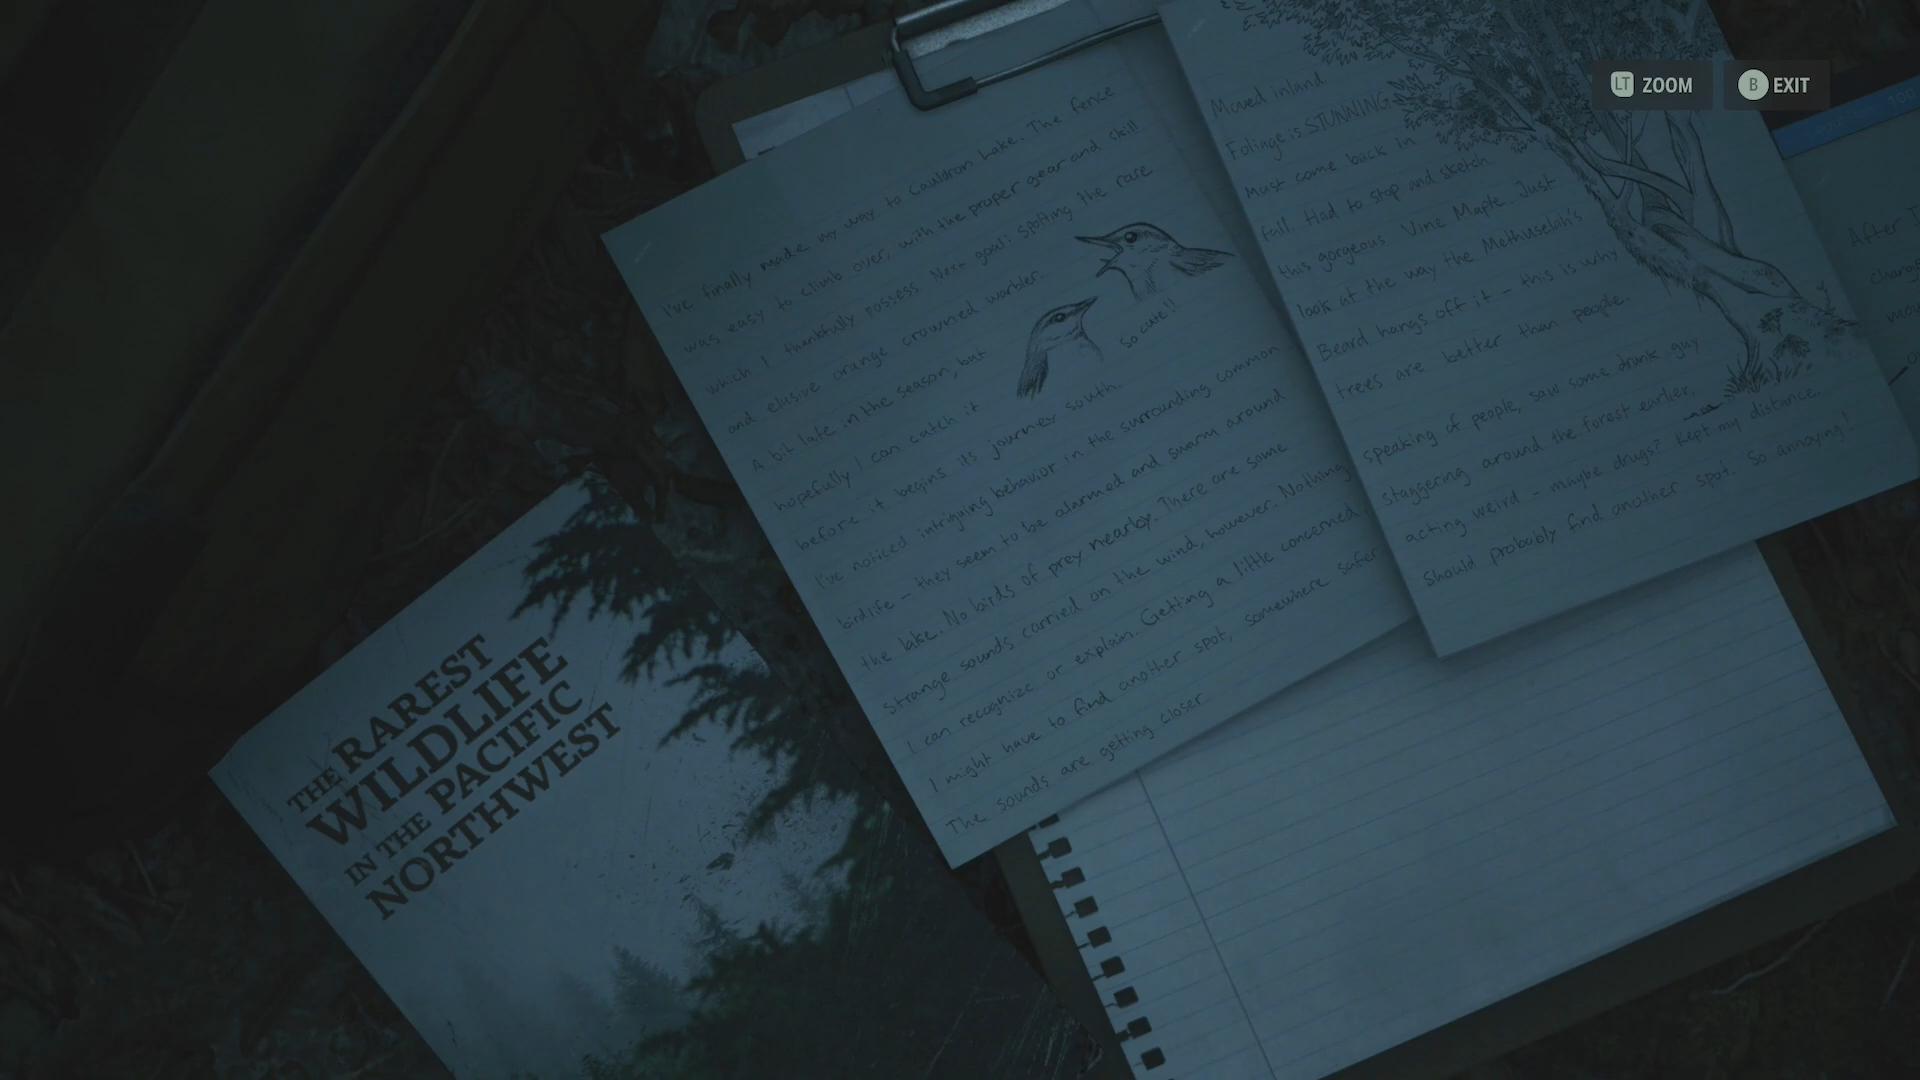 LT ZOOM
B EXIT
I've finally made my way to Cauldron Lake. The fence
was easy to climb over, with the proper gear and skill
which I thankfully possess. Next goal: spotting the rare
and elusive orange crowned warbler.
A bit late in the season, but
hopefully I can catch it
before it begins its journey south.
So cute!!
I've noticed intriguing behavior in the surrounding common
birdlife – they seem to be alarmed and swarm around
the lake. No birds of prey nearby. There are some
strange sounds carried on the wind, however. Nothing
I can recognize or explain. Getting a little concerned.
I might have to find another spot, somewhere safer
The sounds are getting closer
Moved inland.
Foliage is STUNNING.
Must come back in
fall. Had to stop and sketch
this gorgeous Vine Maple. Just
look at the way the Methuselah's
Beard hangs off it – this is why
trees are better than people.
speaking of people, saw some drunk guy
staggering around the forest earlier,
acting weird – maybe drugs? Kept my distance.
Should probably find another spot. So annoying!
After
THE RAREST
WILDLIFE
IN THE PACIFIC
NORTHWEST